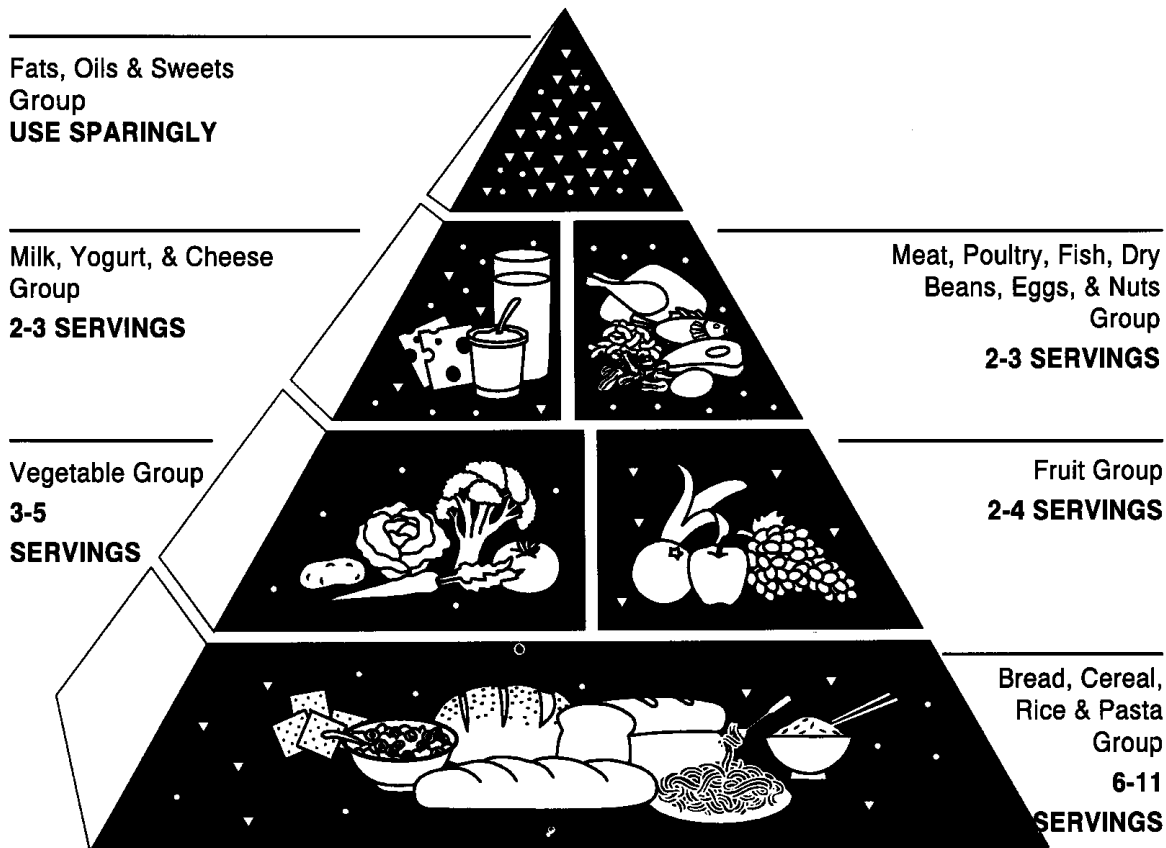 Fats, Oils & Sweets
Group
USE SPARINGLY
Milk, Yogurt, & Cheese
Group
2-3 SERVINGS
Meat, Poultry, Fish, Dry
Beans, Eggs, & Nuts
Group
2-3 SERVINGS
Vegetable Group
3-5
SERVINGS
Fruit Group
2-4 SERVINGS
Bread, Cereal,
Rice & Pasta
Group
6-11
SERVINGS